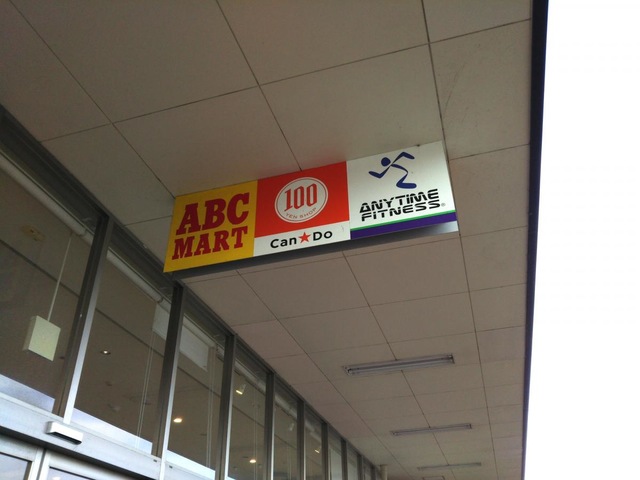 ABC
MART
100
YEN SHOP
Can★Do
ANYTIME
FITNESS®